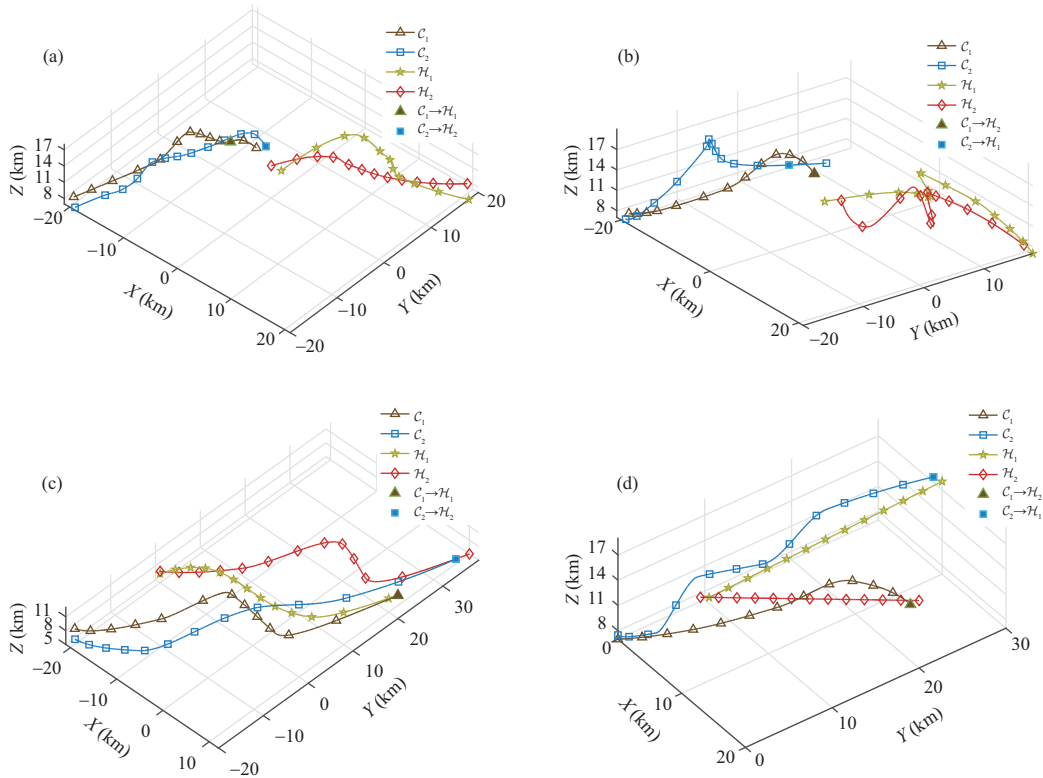 (a)
C₁
C₂
H₁
H₂
C₁→H₁
C₂→H₂
Z (km)
17
14
11
8
−20
−10
0
10
20
X (km)
−20
−10
0
10
20
Y (km)
(b)
C₁
C₂
H₁
H₂
C₁→H₂
C₂→H₁
Z (km)
17
14
11
8
−20
0
20
X (km)
−20
−10
0
10
Y (km)
(c)
C₁
C₂
H₁
H₂
C₁→H₁
C₂→H₂
Z (km)
11
8
5
−20
−10
0
10
X (km)
−20
−10
0
10
20
30
Y (km)
(d)
C₁
C₂
H₁
H₂
C₁→H₂
C₂→H₁
Z (km)
17
14
11
8
0
10
20
X (km)
0
10
20
30
Y (km)